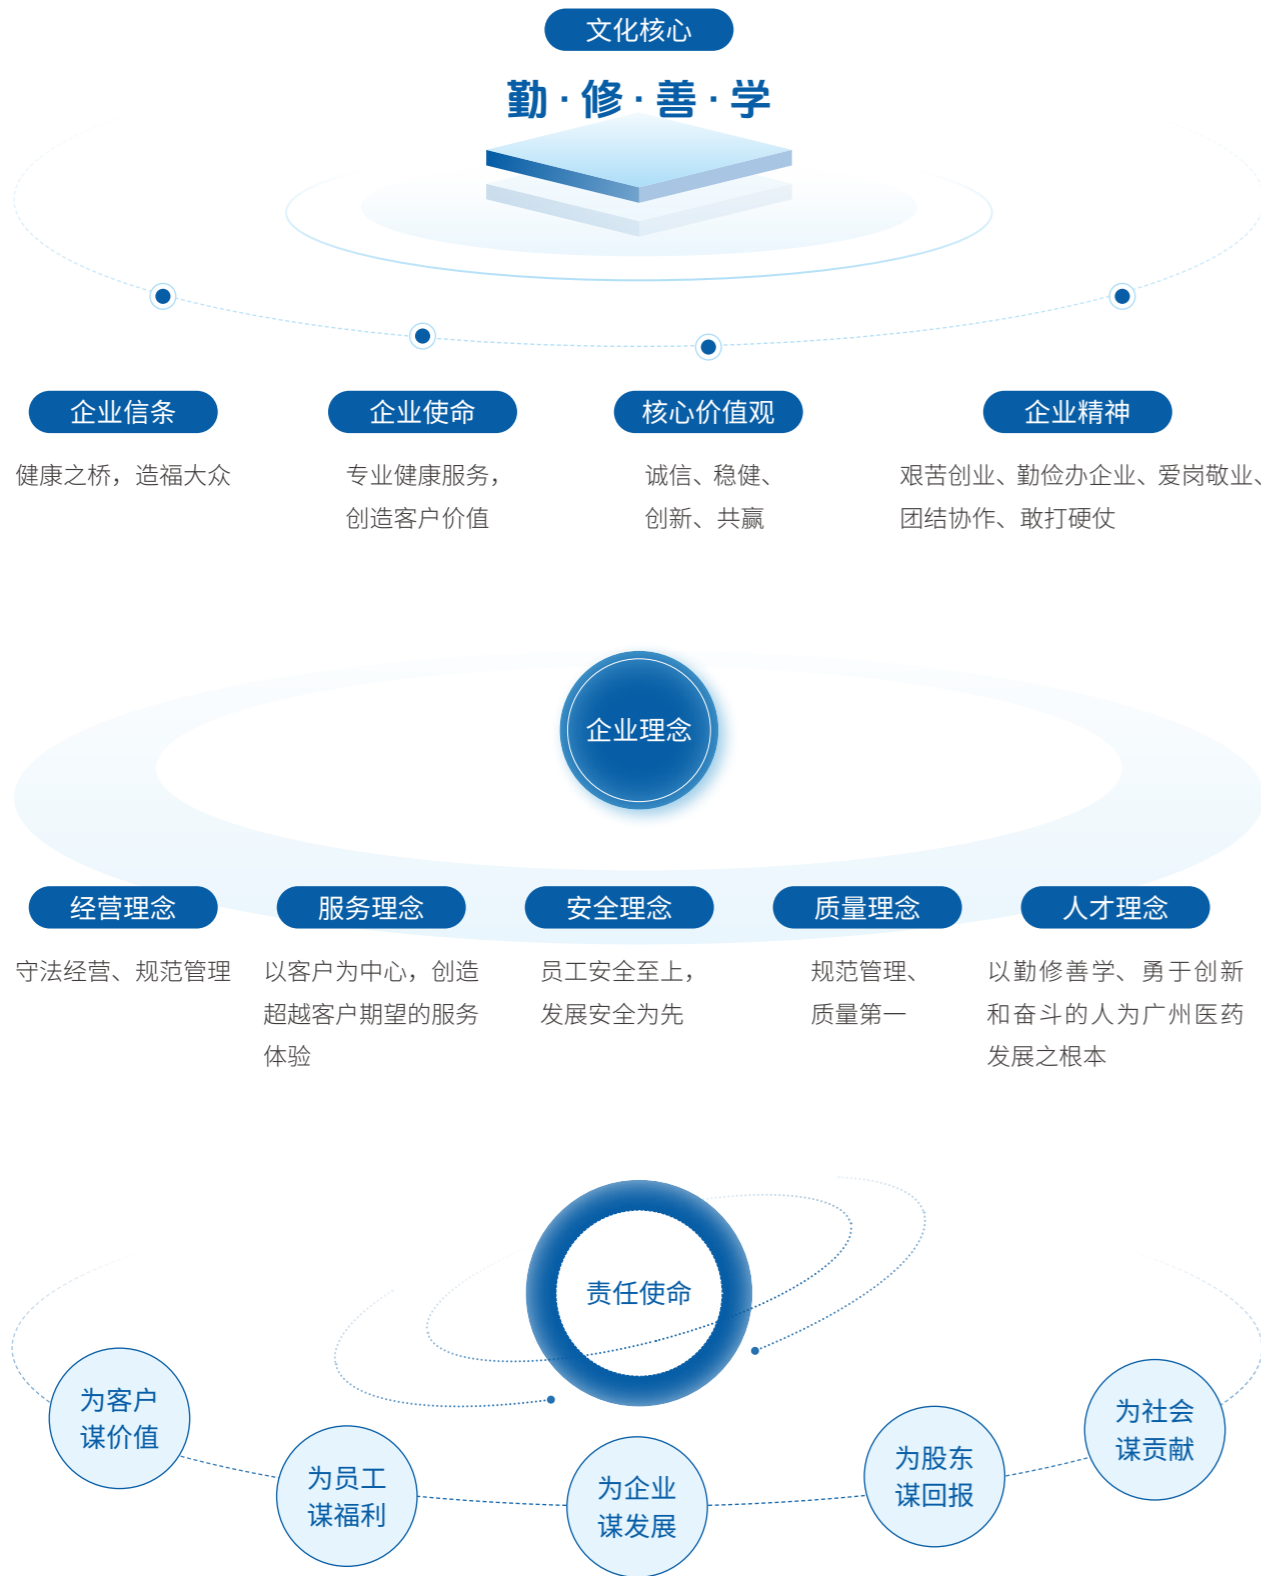 文化核心
勤·修·善·学
企业信条
健康之桥，造福大众
企业使命
专业健康服务，
创造客户价值
核心价值观
诚信、稳健、
创新、共赢
企业精神
艰苦创业、勤俭办企业、爱岗敬业、
团结协作、敢打硬仗
企业理念
经营理念
守法经营、规范管理
服务理念
以客户为中心，创造
超越客户期望的服务
体验
安全理念
员工安全至上，
发展安全为先
质量理念
规范管理、
质量第一
人才理念
以勤修善学、勇于创新
和奋斗的人为广州医药
发展之根本
责任使命
为客户
谋价值
为员工
谋福利
为企业
谋发展
为股东
谋回报
为社会
谋贡献